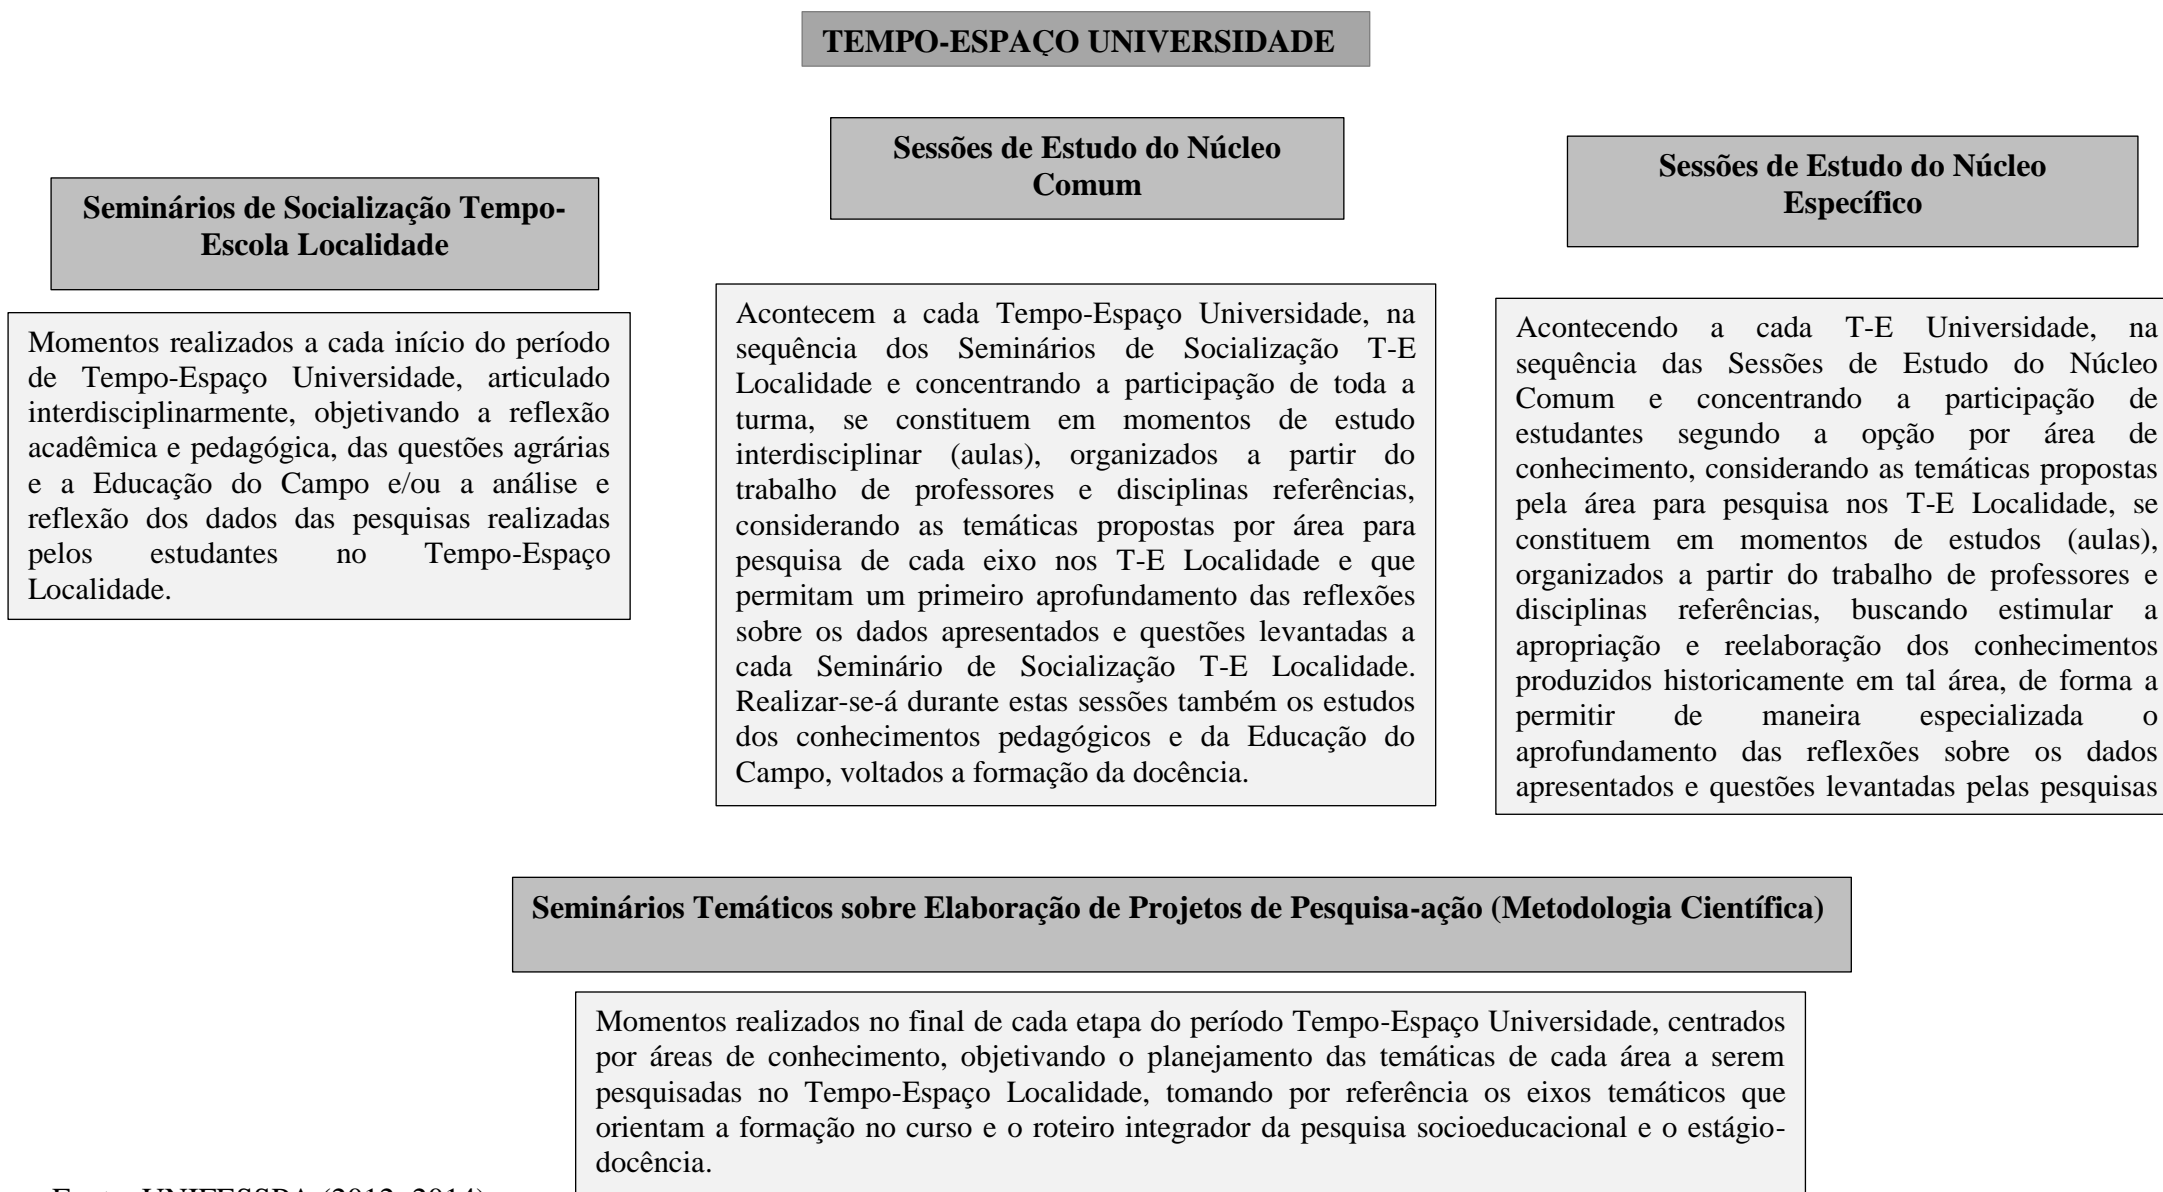 TEMPO-ESPAÇO UNIVERSIDADE
Seminários de Socialização Tempo-
Escola Localidade
Momentos realizados a cada início do período
de Tempo-Espaço Universidade, articulado
interdisciplinarmente, objetivando a reflexão
acadêmica e pedagógica, das questões agrárias
e a Educação do Campo e/ou a análise e
reflexão dos dados das pesquisas realizadas
pelos estudantes no Tempo-Espaço
Localidade.
Sessões de Estudo do Núcleo
Comum
Acontecem a cada Tempo-Espaço Universidade, na
sequência dos Seminários de Socialização T-E
Localidade e concentrando a participação de toda a
turma, se constituem em momentos de estudo
interdisciplinar (aulas), organizados a partir do
trabalho de professores e disciplinas referências,
considerando as temáticas propostas por área para
pesquisa de cada eixo nos T-E Localidade e que
permitam um primeiro aprofundamento das reflexões
sobre os dados apresentados e questões levantadas a
cada Seminário de Socialização T-E Localidade.
Realizar-se-á durante estas sessões também os estudos
dos conhecimentos pedagógicos e da Educação do
Campo, voltados a formação da docência.
Sessões de Estudo do Núcleo
Específico
Acontecendo a cada T-E Universidade, na
sequência das Sessões de Estudo do Núcleo
Comum e concentrando a participação de
estudantes segundo a opção por área de
conhecimento, considerando as temáticas propostas
pela área para pesquisa nos T-E Localidade, se
constituem em momentos de estudos (aulas),
organizados a partir do trabalho de professores e
disciplinas referências, buscando estimular a
apropriação e reelaboração dos conhecimentos
produzidos historicamente em tal área, de forma a
permitir de maneira especializada o
aprofundamento das reflexões sobre os dados
apresentados e questões levantadas pelas pesquisas
Seminários Temáticos sobre Elaboração de Projetos de Pesquisa-ação (Metodologia Científica)
Momentos realizados no final de cada etapa do período Tempo-Espaço Universidade, centrados
por áreas de conhecimento, objetivando o planejamento das temáticas de cada área a serem
pesquisadas no Tempo-Espaço Localidade, tomando por referência os eixos temáticos que
orientam a formação no curso e o roteiro integrador da pesquisa socioeducacional e o estágio-
docência.
UNIFESSPA (2012; 2014)